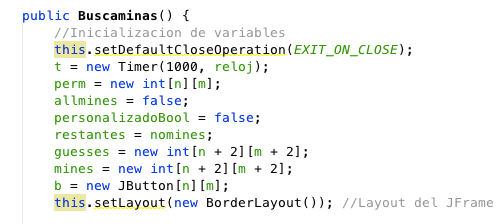 public Buscaminas() {
//Inicializacion de variables
this.setDefaultCloseOperation(EXIT_ON_CLOSE);
t = new Timer(1000, reloj);
perm = new int[n][m];
allmines = false;
personalizadoBool = false;
restantes = nomines;
guesses = new int[n + 2][m + 2];
mines = new int[n + 2][m + 2];
b = new JButton[n][m];
this.setLayout(new BorderLayout()); //Layout del JFrame